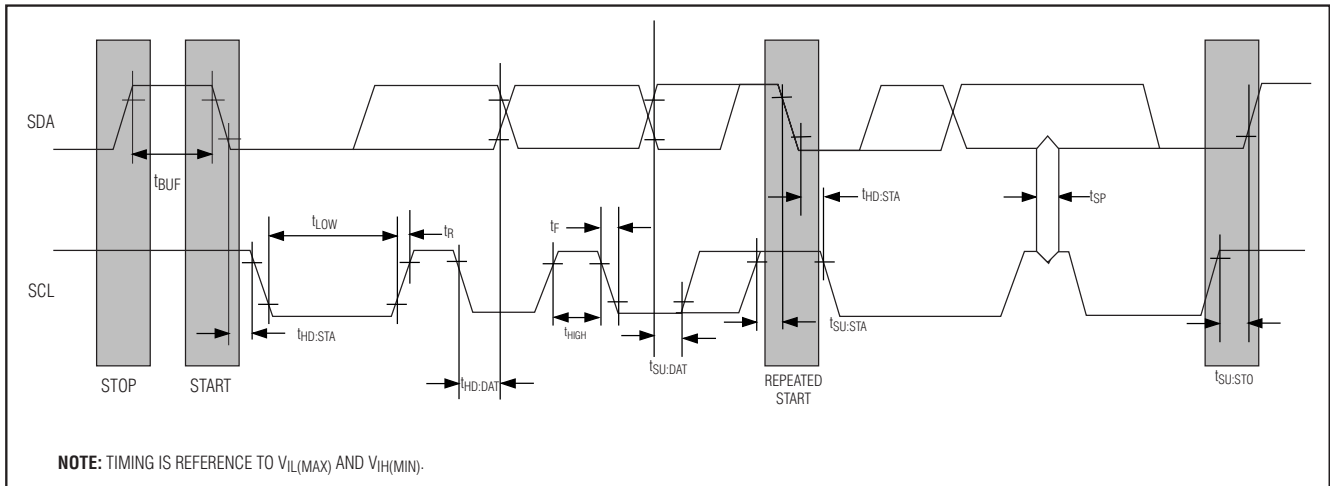 SDA
tBUF
tLOW
tR
tF
tHD:STA
tSP
SCL
tHD:STA
tHIGH
tSU:STA
tSU:DAT
tHD:DAT
tSU:STO
STOP
START
REPEATED
START
NOTE: TIMING IS REFERENCE TO VIL(MAX) AND VIH(MIN).